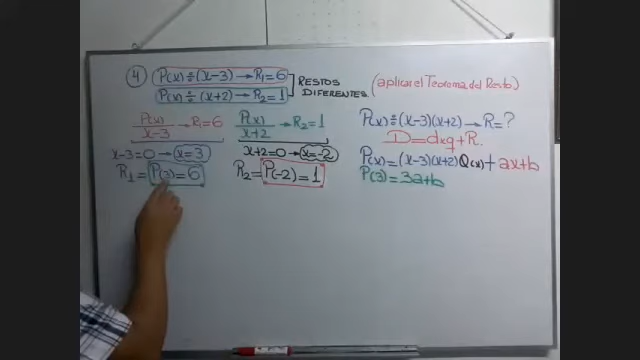 4 P(x) ÷ (x-3) → R₁=6
P(x) ÷ (x+2) → R₂=1
RESTOS DIFERENTES.
(aplicar el Teorema del Resto)
P(x)/x-3 → R₁=6
x-3=0 → x=3
R₁= P(3)=6
P(x)/x+2 → R₂=1
x+2=0 → x=-2
R₂= P(-2)=1
P(x) ÷ (x-3)(x+2) → R=?
D=dxq+R.
P(x)=(x-3)(x+2)Q(x)+ax+b
P(3)=3a+b